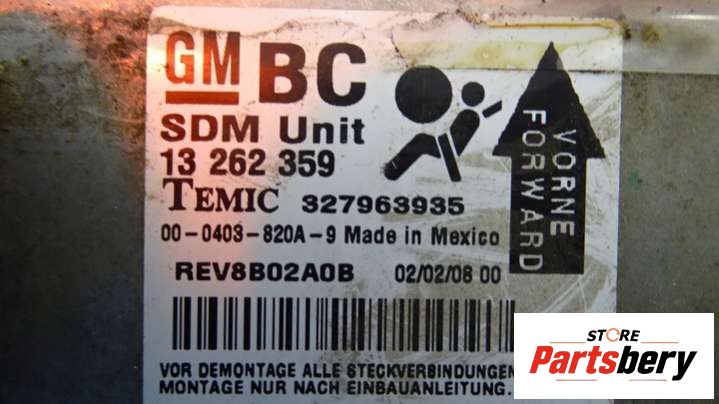 GM BC
SDM Unit
13 262 359
TEMIC 327963935
00-0403-820A-9 Made in Mexico
REV8B02A0B 02/02/08 00
VORNE
FORWARD
VOR DEMONTAGE ALLE STECKVERBINDUNGEN
MONTAGE NUR NACH EINBAUANLEITUNG.
STORE
Partsbery